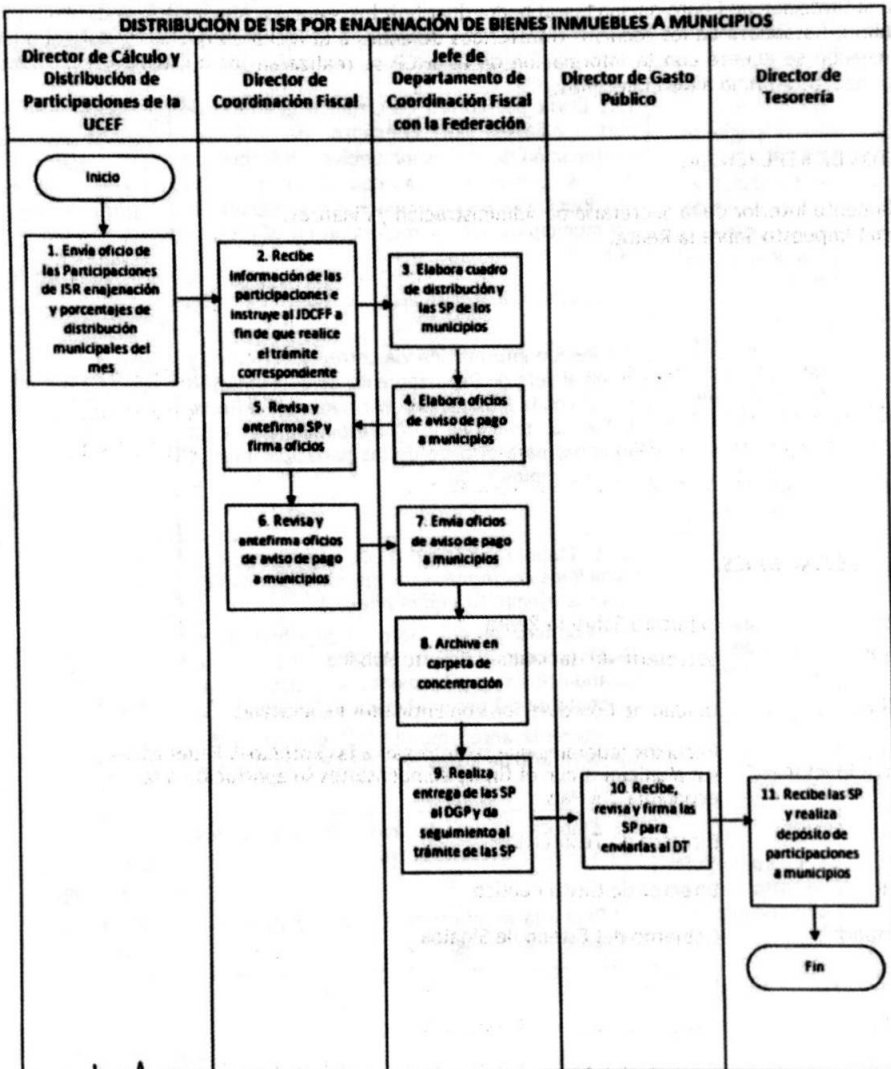 DISTRIBUCIÓN DE ISR POR ENAJENACIÓN DE BIENES INMUEBLES A MUNICIPIOS
Director de Cálculo y
Distribución de
Participaciones de la
UCEF
Director de
Coordinación Fiscal
Jefe de
Departamento de
Coordinación Fiscal
con la Federación
Director de Gasto
Público
Director de
Tesorería
Inicio
1. Envía oficio de
las Participaciones
de ISR enajenación
y porcentajes de
distribución
municipales del
mes
2. Recibe
información de las
participaciones e
instruye al JDCFF a
fin de que realice
el trámite
correspondiente
3. Elabora cuadro
de distribución y
las SP de los
municipios
4. Elabora oficios
de aviso de pago
a municipios
5. Revisa y
antefirma SP y
firma oficios
6. Revisa y
antefirma oficios
de aviso de pago
a municipios
7. Envía oficios
de aviso de pago
a municipios
8. Archiva en
carpeta de
concentración
9. Realiza
entrega de las SP
al DGP y da
seguimiento al
trámite de las SP
10. Recibe,
revisa y firma las
SP para
enviarlas al DT
11. Recibe las SP
y realiza
depósito de
participaciones
a municipios
Fin